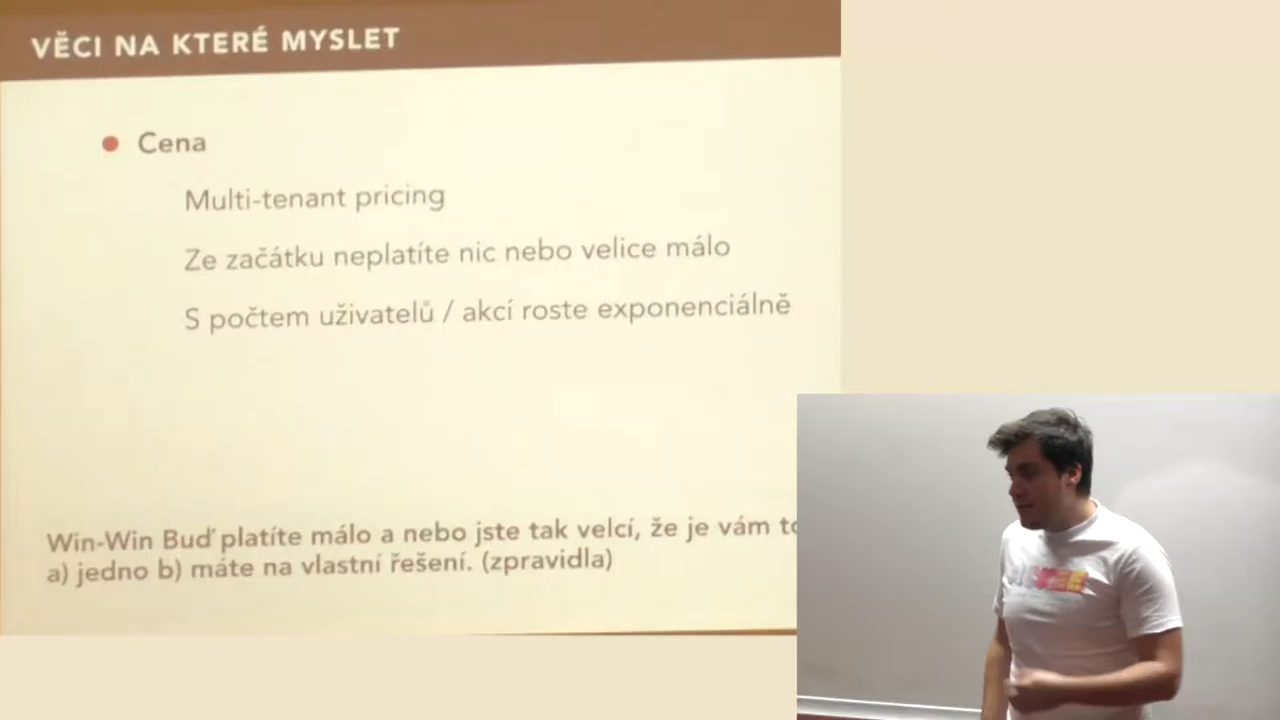 VĚCI NA KTERÉ MYSLET
Cena
Multi-tenant pricing
Ze začátku neplatíte nic nebo velice málo
S počtem uživatelů / akcí roste exponenciálně
Win-Win Buď platíte málo a nebo jste tak velcí, že je vám
a) jedno b) máte na vlastní řešení. (zpravidla)